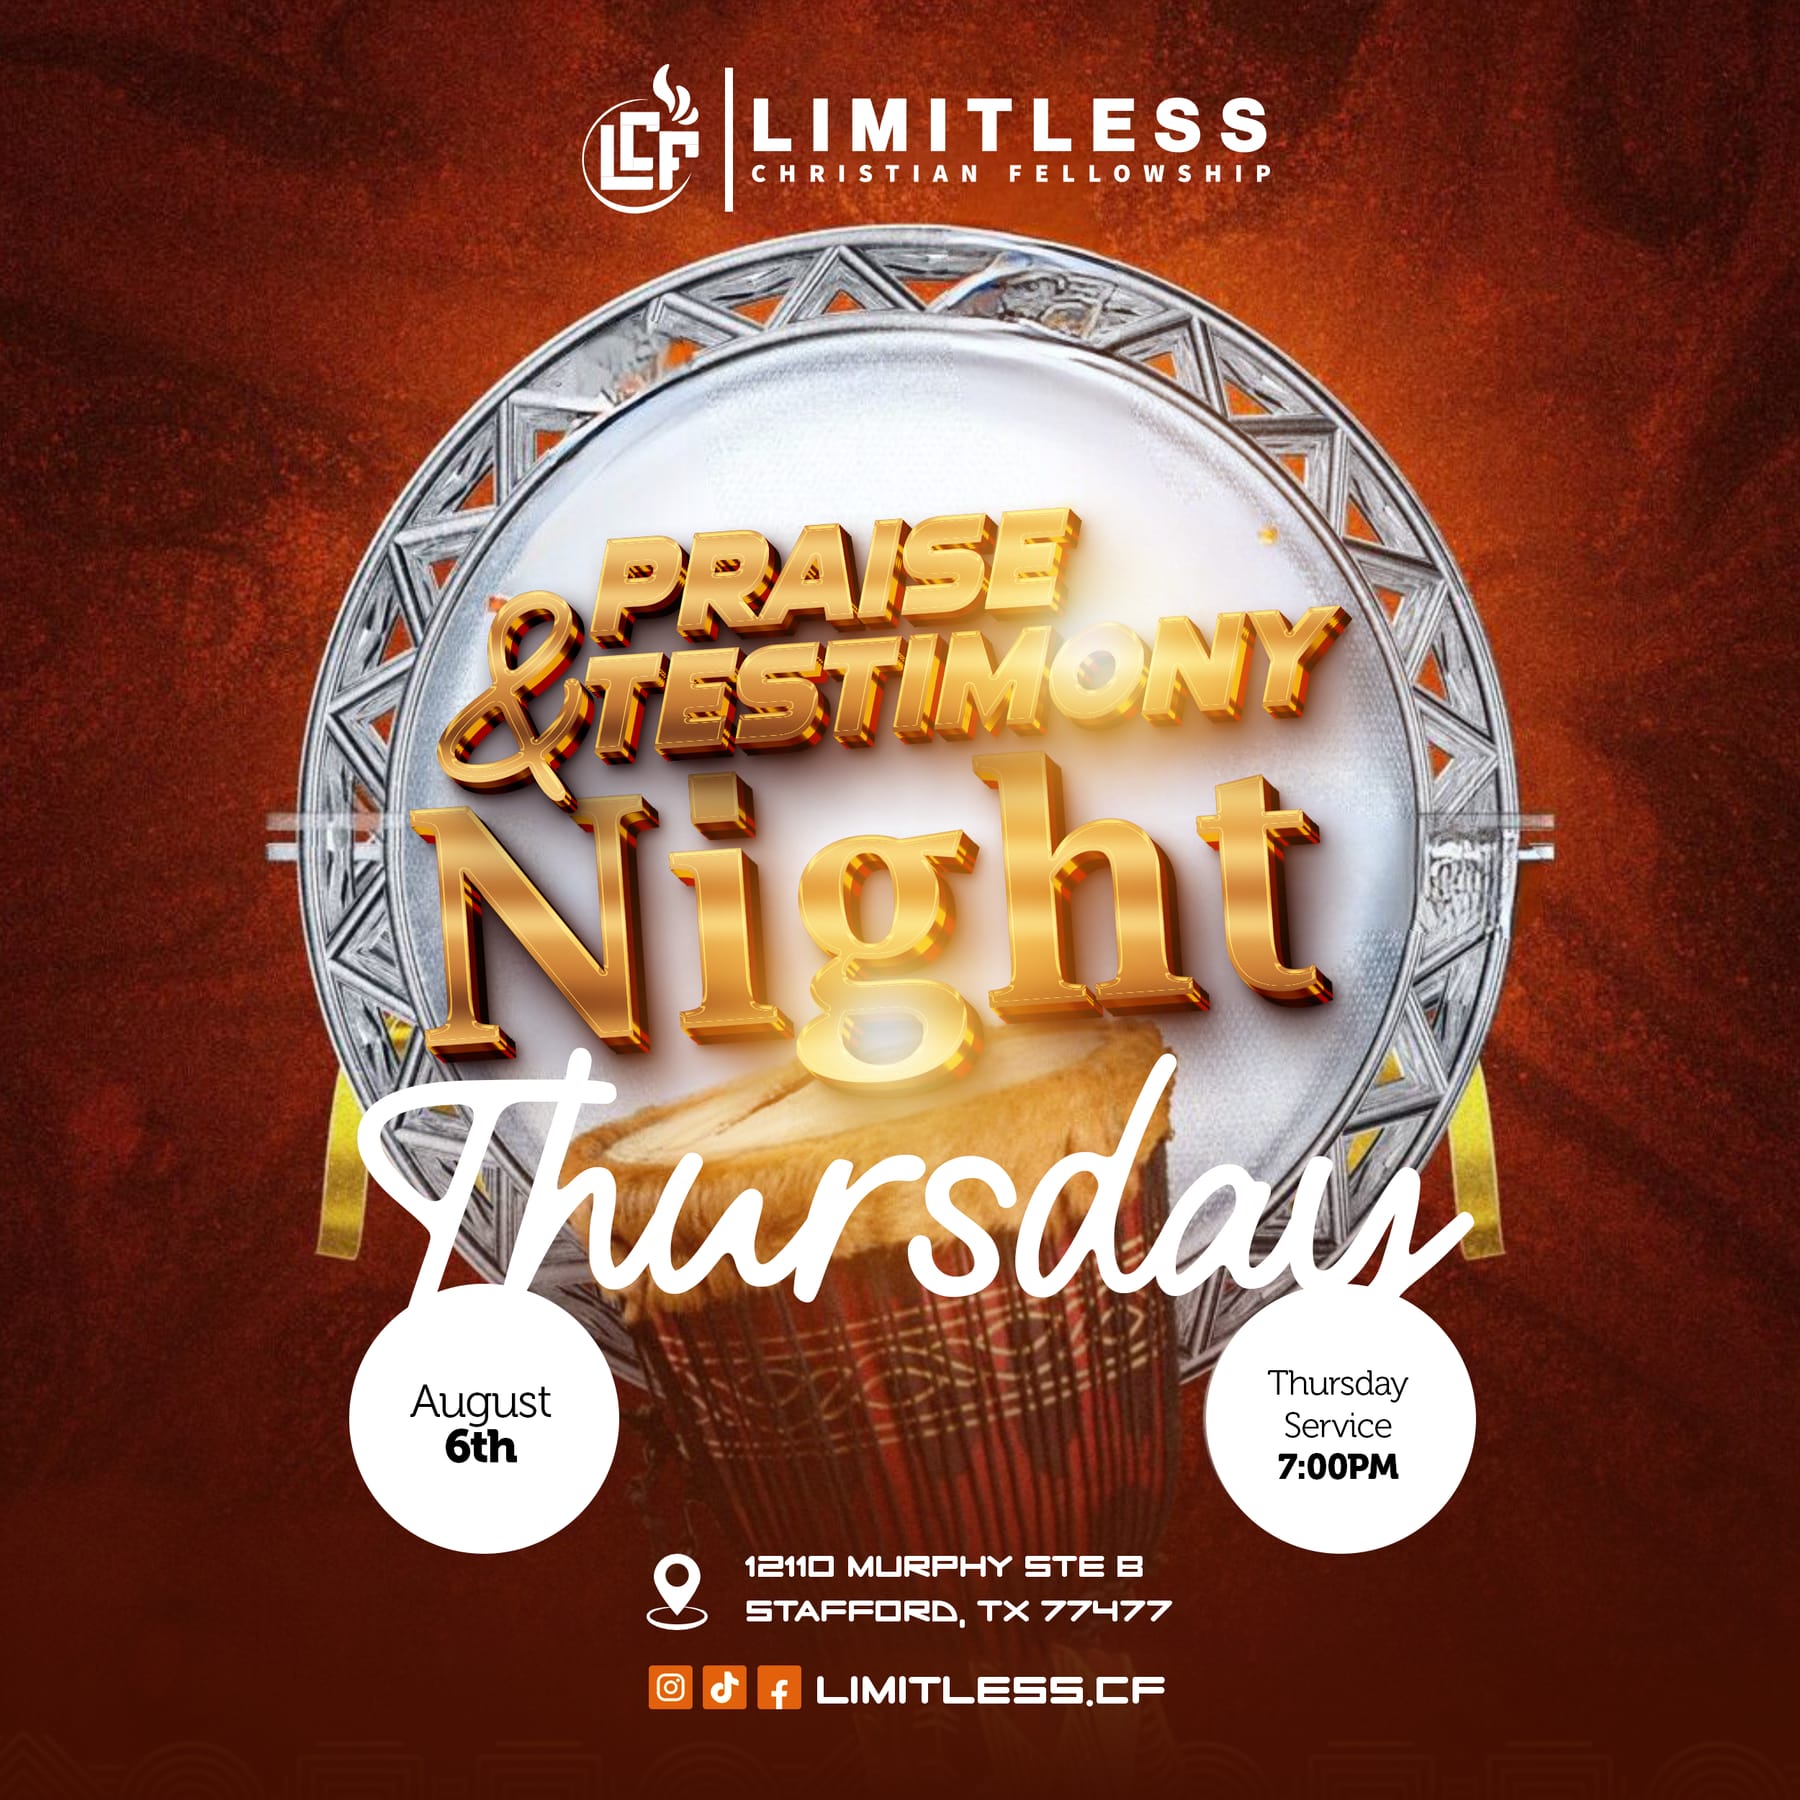 LCF
LIMITLESS
CHRISTIAN FELLOWSHIP
PRAISE
& TESTIMONY
Night
Thursday
August
6th
Thursday
Service
7:00PM
12110 MURPHY STE B
STAFFORD, TX 77477
LIMITLESS.CF